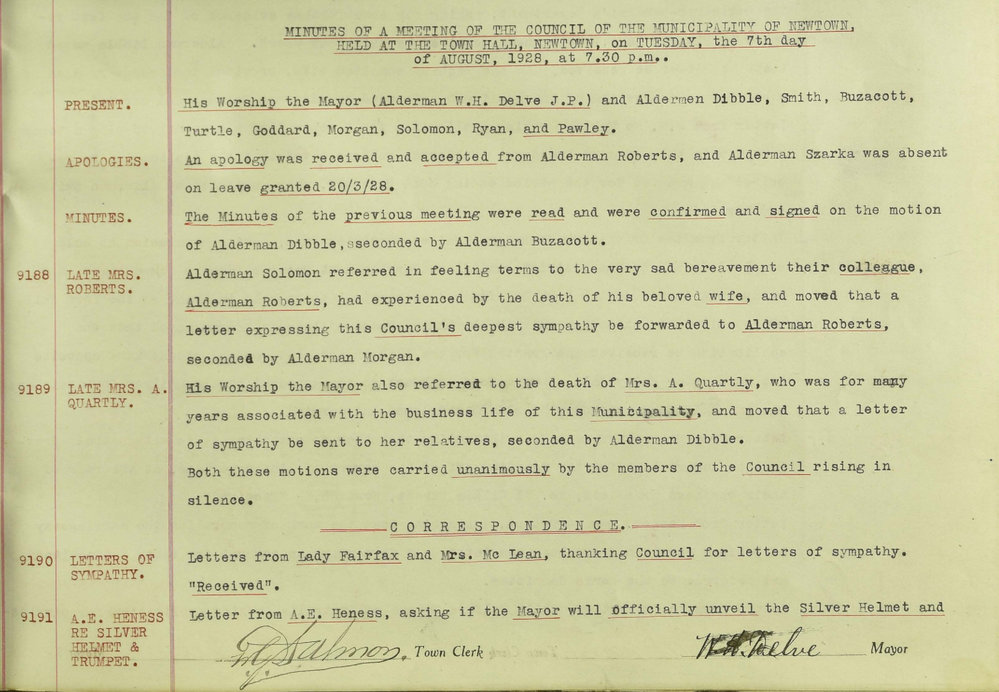 MINUTES OF A MEETING OF THE COUNCIL OF THE MUNICIPALITY OF NEWTOWN,
HELD AT THE TOWN HALL, NEWTOWN, on TUESDAY, the 7th day
of AUGUST, 1928, at 7.30 p.m..
PRESENT. His Worship the Mayor (Alderman W.H. Delve J.P.) and Aldermen Dibble, Smith, Buzacott,
Turtle, Goddard, Morgan, Solomon, Ryan, and Pawley.
APOLOGIES. An apology was received and accepted from Alderman Roberts, and Alderman Szarka was absent
on leave granted 20/3/28.
MINUTES. The Minutes of the previous meeting were read and were confirmed and signed on the motion
of Alderman Dibble, sseconded by Alderman Buzacott.
9188 LATE MRS. Alderman Solomon referred in feeling terms to the very sad bereavement their colleague,
ROBERTS.
Alderman Roberts, had experienced by the death of his beloved wife, and moved that a
letter expressing this Council's deepest sympathy be forwarded to Alderman Roberts,
seconded by Alderman Morgan.
9189 LATE MRS. A. His Worship the Mayor also referred to the death of Mrs. A. Quartly, who was for many
QUARTLY.
years associated with the business life of this Municipality, and moved that a letter
of sympathy be sent to her relatives, seconded by Alderman Dibble.
Both these motions were carried unanimously by the members of the Council rising in
silence.
CORRESPONDENCE.
9190 LETTERS OF Letters from Lady Fairfax and Mrs. Mc Lean, thanking Council for letters of sympathy.
SYMPATHY.
"Received".
9191 A.E. HENESS Letter from A.E. Heness, asking if the Mayor will officially unveil the Silver Helmet and
RE SILVER
HELMET &
TRUMPET.
Salmon. Town Clerk W.H. Delve Mayor